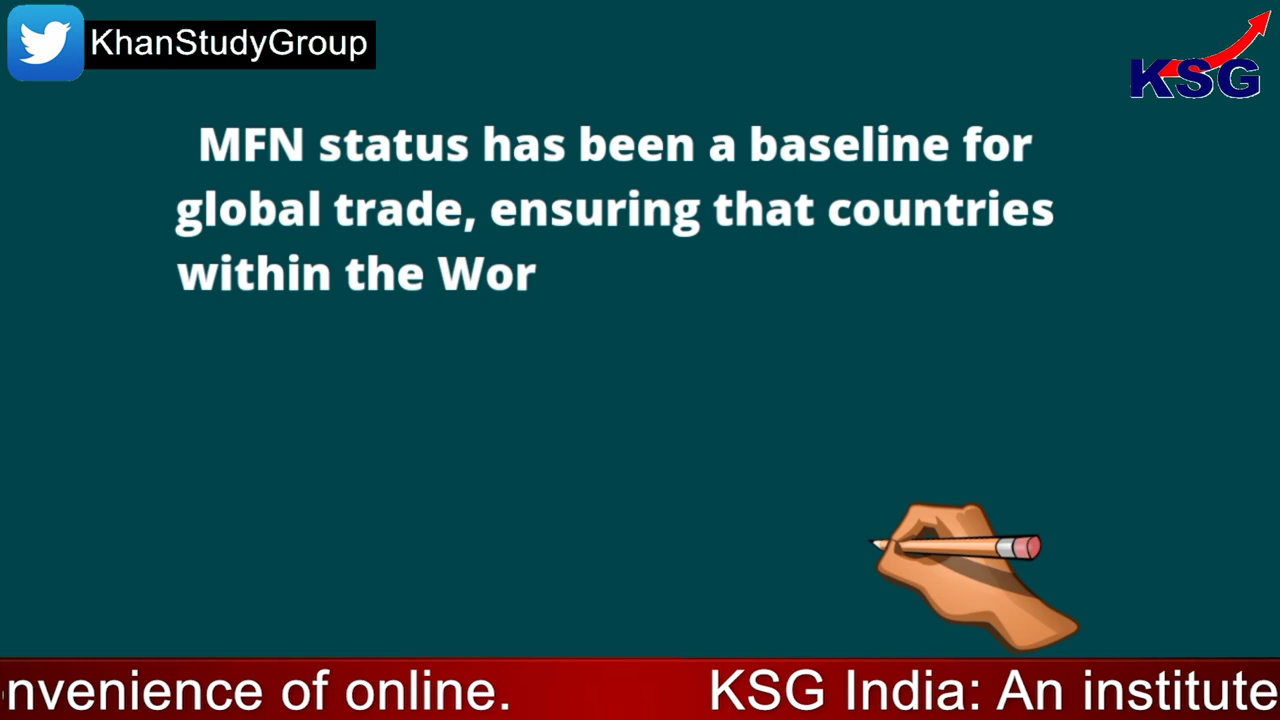 KhanStudyGroup
KSG
MFN status has been a baseline for
global trade, ensuring that countries
within the Wor
nvenience of online. KSG India: An institute